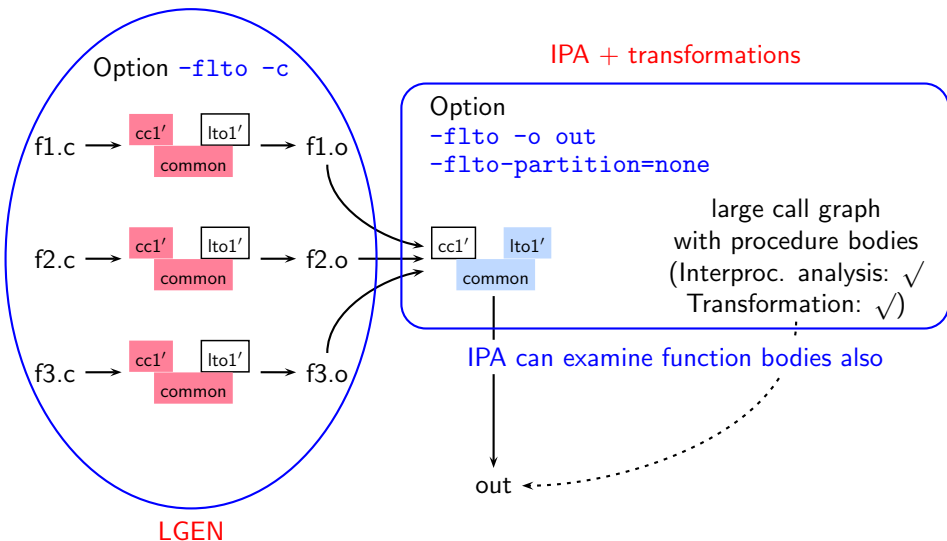 IPA + transformations
Option -flto -c
Option
-flto -o out
-flto-partition=none
f1.c
cc1′
lto1′
common
f1.o
large call graph
with procedure bodies
(Interproc. analysis: √
Transformation: √)
f2.c
cc1′
lto1′
common
f2.o
cc1′
lto1′
common
IPA can examine function bodies also
f3.c
cc1′
lto1′
common
f3.o
out
LGEN